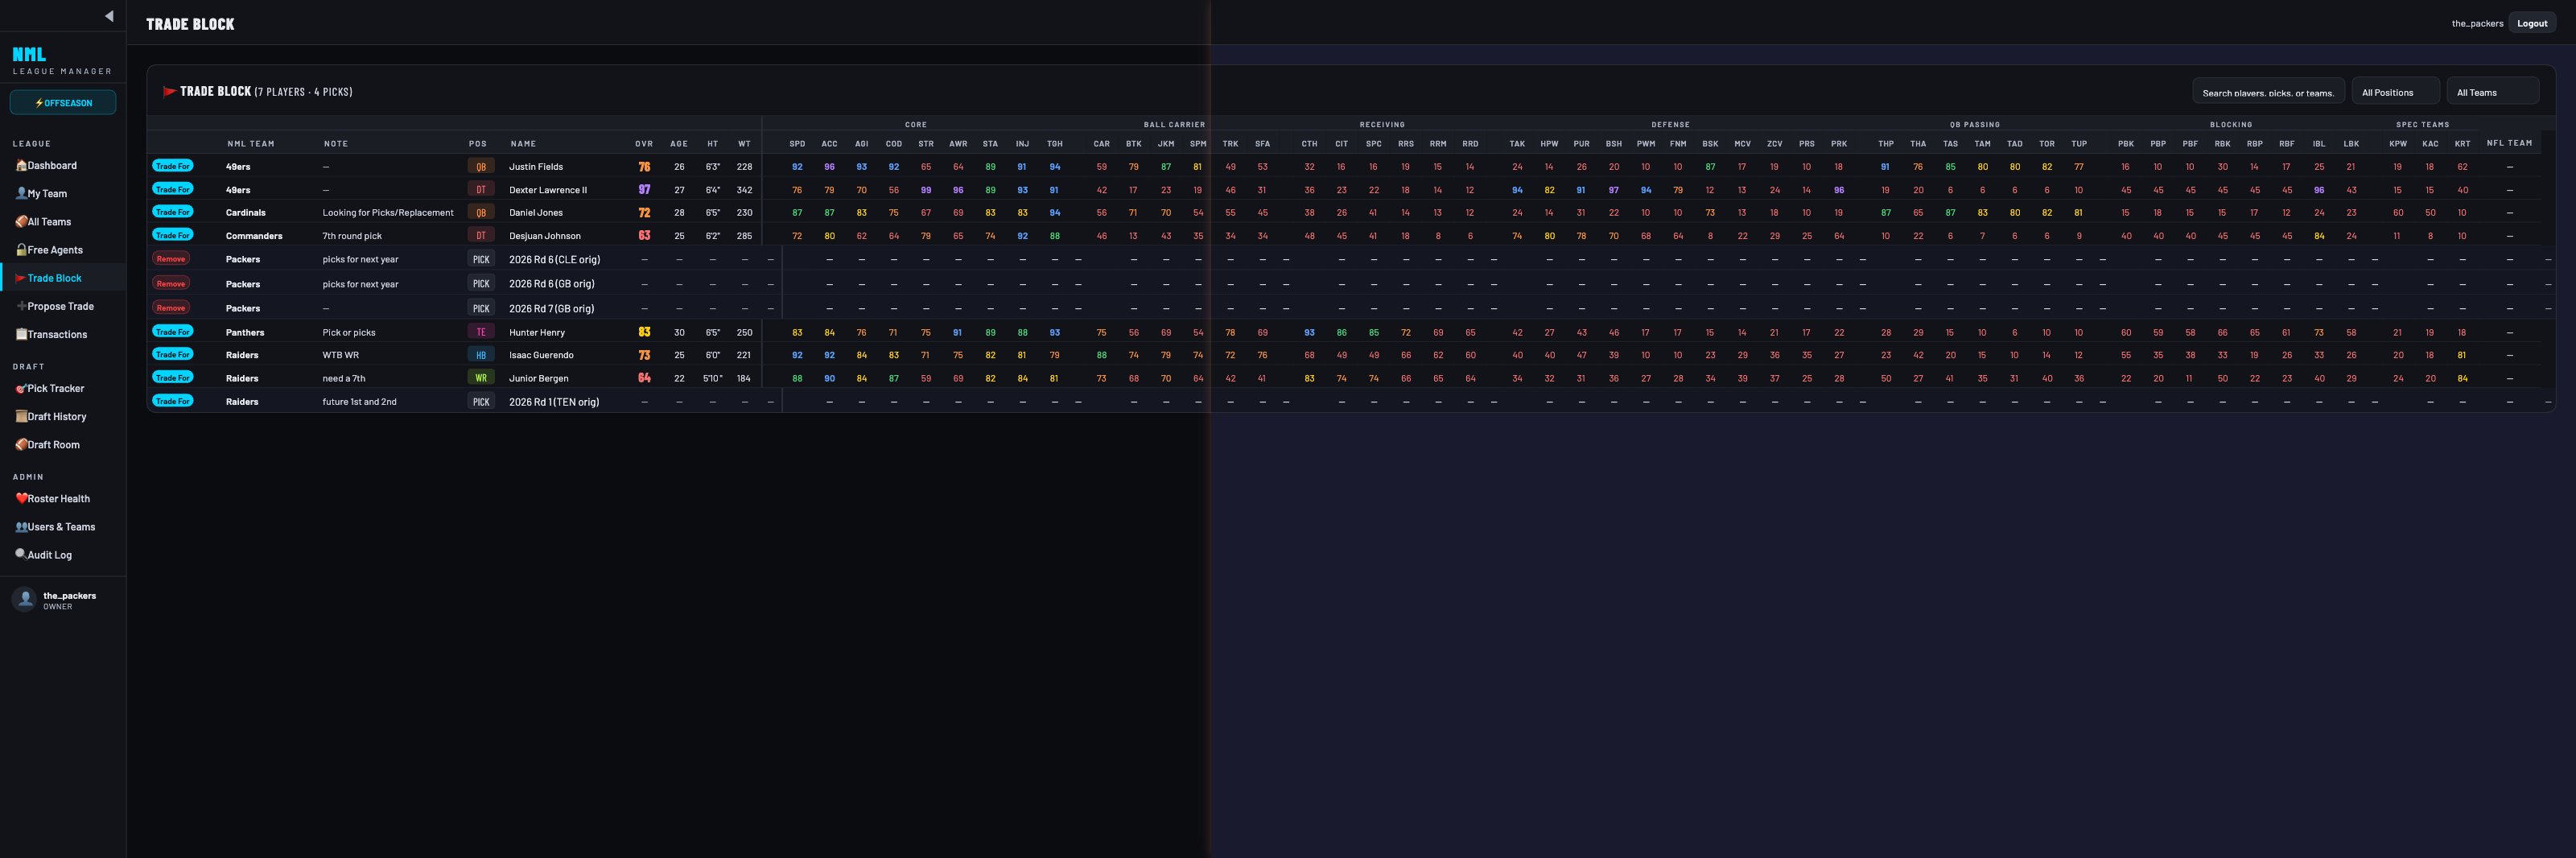 TRADE BLOCK
the_packers Logout
NML
LEAGUE MANAGER
⚡OFFSEASON
LEAGUE
Dashboard
My Team
All Teams
Free Agents
Trade Block
Propose Trade
Transactions
DRAFT
Pick Tracker
Draft History
Draft Room
ADMIN
Roster Health
Users & Teams
Audit Log
the_packers
OWNER
TRADE BLOCK (7 PLAYERS · 4 PICKS)
Search players, picks, or teams. All Positions All Teams
CORE BALL CARRIER RECEIVING DEFENSE QB PASSING BLOCKING SPEC TEAMS
NML TEAM NOTE POS NAME OVR AGE HT WT SPD ACC AGI COD STR AWR STA INJ TGH CAR BTK JKM SPM TRK SFA CTH CIT SPC RRS RRM RRD TAK HPW PUR BSH PWM FNM BSK MCV ZCV PRS PRK THP THA TAS TAM TAD TOR TUP PBK PBP PBF RBK RBP RBF IBL LBK KPW KAC KRT NFL TEAM
Trade For 49ers — QB Justin Fields 76 26 6'3" 228 92 96 93 92 65 64 89 91 94 59 79 87 81 49 53 32 16 16 19 15 14 24 14 26 20 10 10 87 17 19 10 18 91 76 85 80 80 82 77 16 10 10 30 14 17 25 21 19 18 62 —
Trade For 49ers — DT Dexter Lawrence II 97 27 6'4" 342 76 79 70 56 99 96 89 93 91 42 17 23 19 46 31 36 23 22 18 14 12 94 82 91 97 94 79 12 13 24 14 96 19 20 6 6 6 6 10 45 45 45 45 45 45 96 43 15 15 40 —
Trade For Cardinals Looking for Picks/Replacement QB Daniel Jones 72 28 6'5" 230 87 87 83 75 67 69 83 83 94 56 71 70 54 55 45 38 26 41 14 13 12 24 14 31 22 10 10 73 13 18 10 19 87 65 87 83 80 82 81 15 18 15 15 17 12 24 23 60 50 10 —
Trade For Commanders 7th round pick DT Desjuan Johnson 63 25 6'2" 285 72 80 62 64 79 65 74 92 88 46 13 43 35 34 34 48 45 41 18 8 6 74 80 78 70 68 64 8 22 29 25 64 10 22 6 7 6 6 9 40 40 40 45 45 45 84 24 11 8 10 —
Remove Packers picks for next year PICK 2026 Rd 6 (CLE orig) — — — — — — — — — — — — — — — — — — — — — — — — — — — — — — — — — — — — — — — — — — — — — — — — — — — — — — — — — — — — — — —
Remove Packers picks for next year PICK 2026 Rd 6 (GB orig) — — — — — — — — — — — — — — — — — — — — — — — — — — — — — — — — — — — — — — — — — — — — — — — — — — — — — — — — — — — — — — —
Remove Packers — PICK 2026 Rd 7 (GB orig) — — — — — — — — — — — — — — — — — — — — — — — — — — — — — — — — — — — — — — — — — — — — — — — — — — — — — — — — — — — — — — —
Trade For Panthers Pick or picks TE Hunter Henry 83 30 6'5" 250 83 84 76 71 75 91 89 88 93 75 56 69 54 78 69 93 86 85 72 69 65 42 27 43 46 17 17 15 14 21 17 17 28 29 15 10 6 10 10 60 59 58 66 65 61 73 58 21 19 18 —
Trade For Raiders WTB WR HB Isaac Guerendo 73 25 6'0" 221 92 92 84 83 71 75 82 81 79 88 74 79 74 72 76 68 49 49 66 62 60 40 40 47 39 10 10 23 29 36 35 27 23 42 20 15 10 14 12 55 35 38 33 19 26 33 26 20 18 81 —
Trade For Raiders need a 7th WR Junior Bergen 64 22 5'10" 184 88 90 84 87 59 69 82 84 81 73 68 70 64 42 41 83 74 74 66 65 64 34 32 31 36 27 28 34 39 37 25 28 50 27 41 35 31 40 36 22 20 11 50 22 23 40 29 24 20 84 —
Trade For Raiders future 1st and 2nd PICK 2026 Rd 1 (TEN orig) — — — — — — — — — — — — — — — — — — — — — — — — — — — — — — — — — — — — — — — — — — — — — — — — — — — — — — — — — — — — — — —